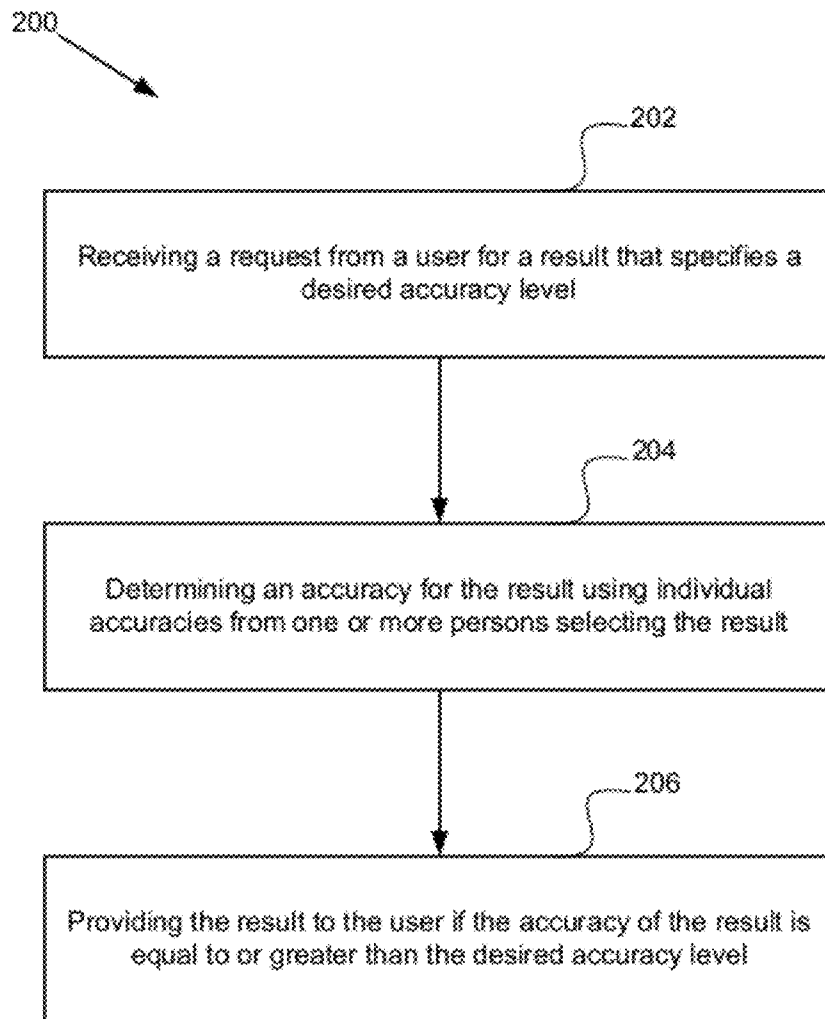 200
202
Receiving a request from a user for a result that specifies a
desired accuracy level
204
Determining an accuracy for the result using individual
accuracies from one or more persons selecting the result
206
Providing the result to the user if the accuracy of the result is
equal to or greater than the desired accuracy level